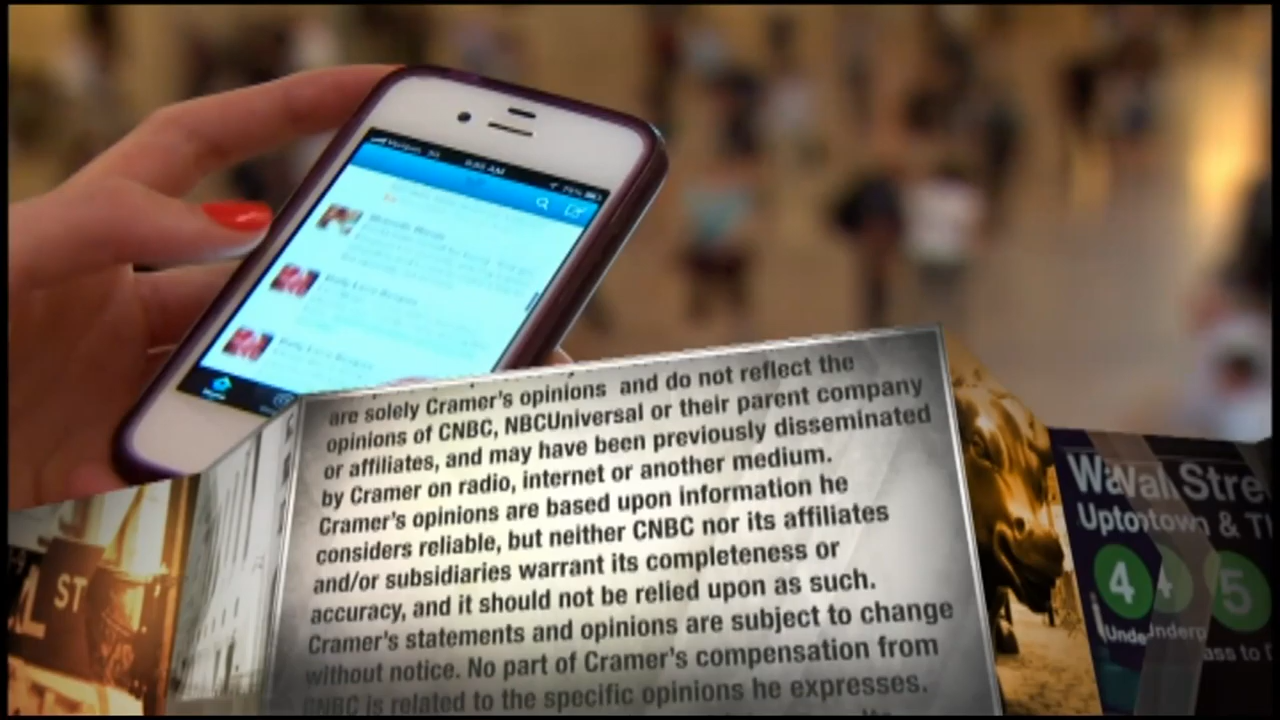 are solely Cramer's opinions and do not reflect the
opinions of CNBC, NBCUniversal or their parent company
or affiliates, and may have been previously disseminated
by Cramer on radio, internet or another medium.
Cramer's opinions are based upon information he
considers reliable, but neither CNBC nor its affiliates
and/or subsidiaries warrant its completeness or
accuracy, and it should not be relied upon as such.
Cramer's statements and opinions are subject to change
without notice. No part of Cramer's compensation from
CNBC is related to the specific opinions he expresses.
ST
Wall Stre
Uptown & T
4 4 5